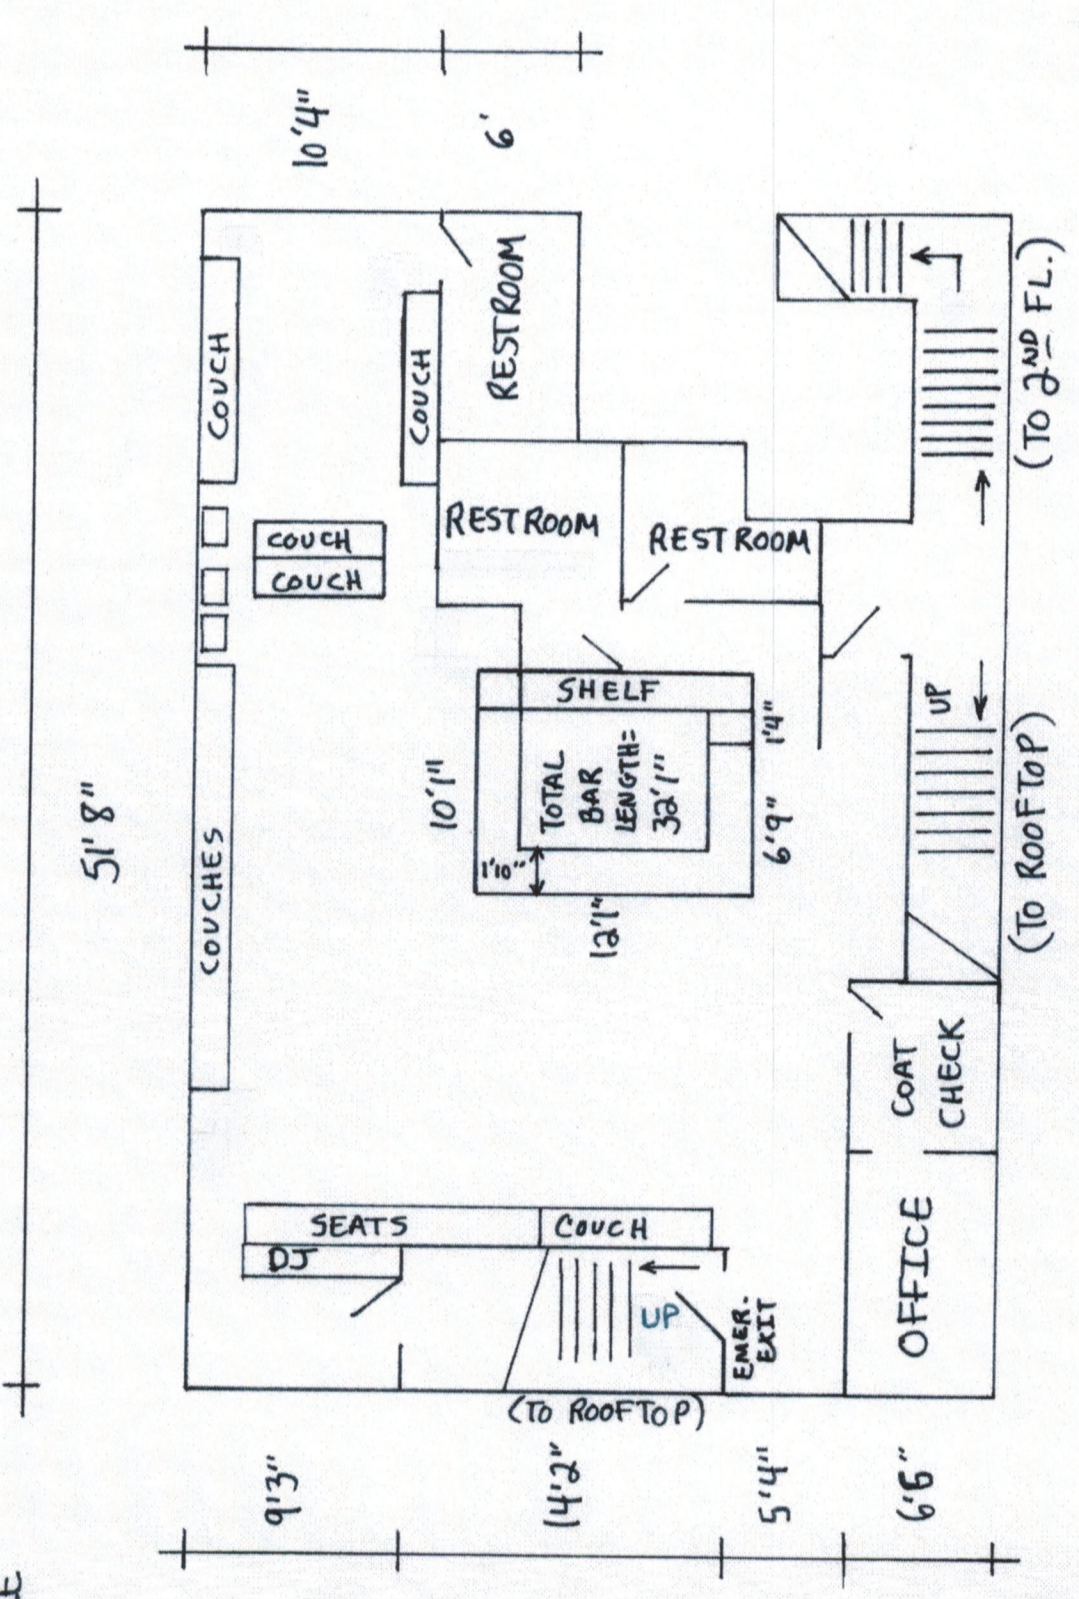 10'4"
6'
51' 8"
COUCH
COUCH
RESTROOM
COUCH
COUCH
RESTROOM
RESTROOM
(TO 2ND FL.)
SHELF
TOTAL
BAR
LENGTH=
32'1"
1'4"
10'1"
6'9"
1'10"
12'1"
UP
(TO ROOFTOP)
COUCHES
COAT
CHECK
SEATS
COUCH
DJ
UP
EMER.
EXIT
OFFICE
(TO ROOFTOP)
9'3"
14'2"
5'4"